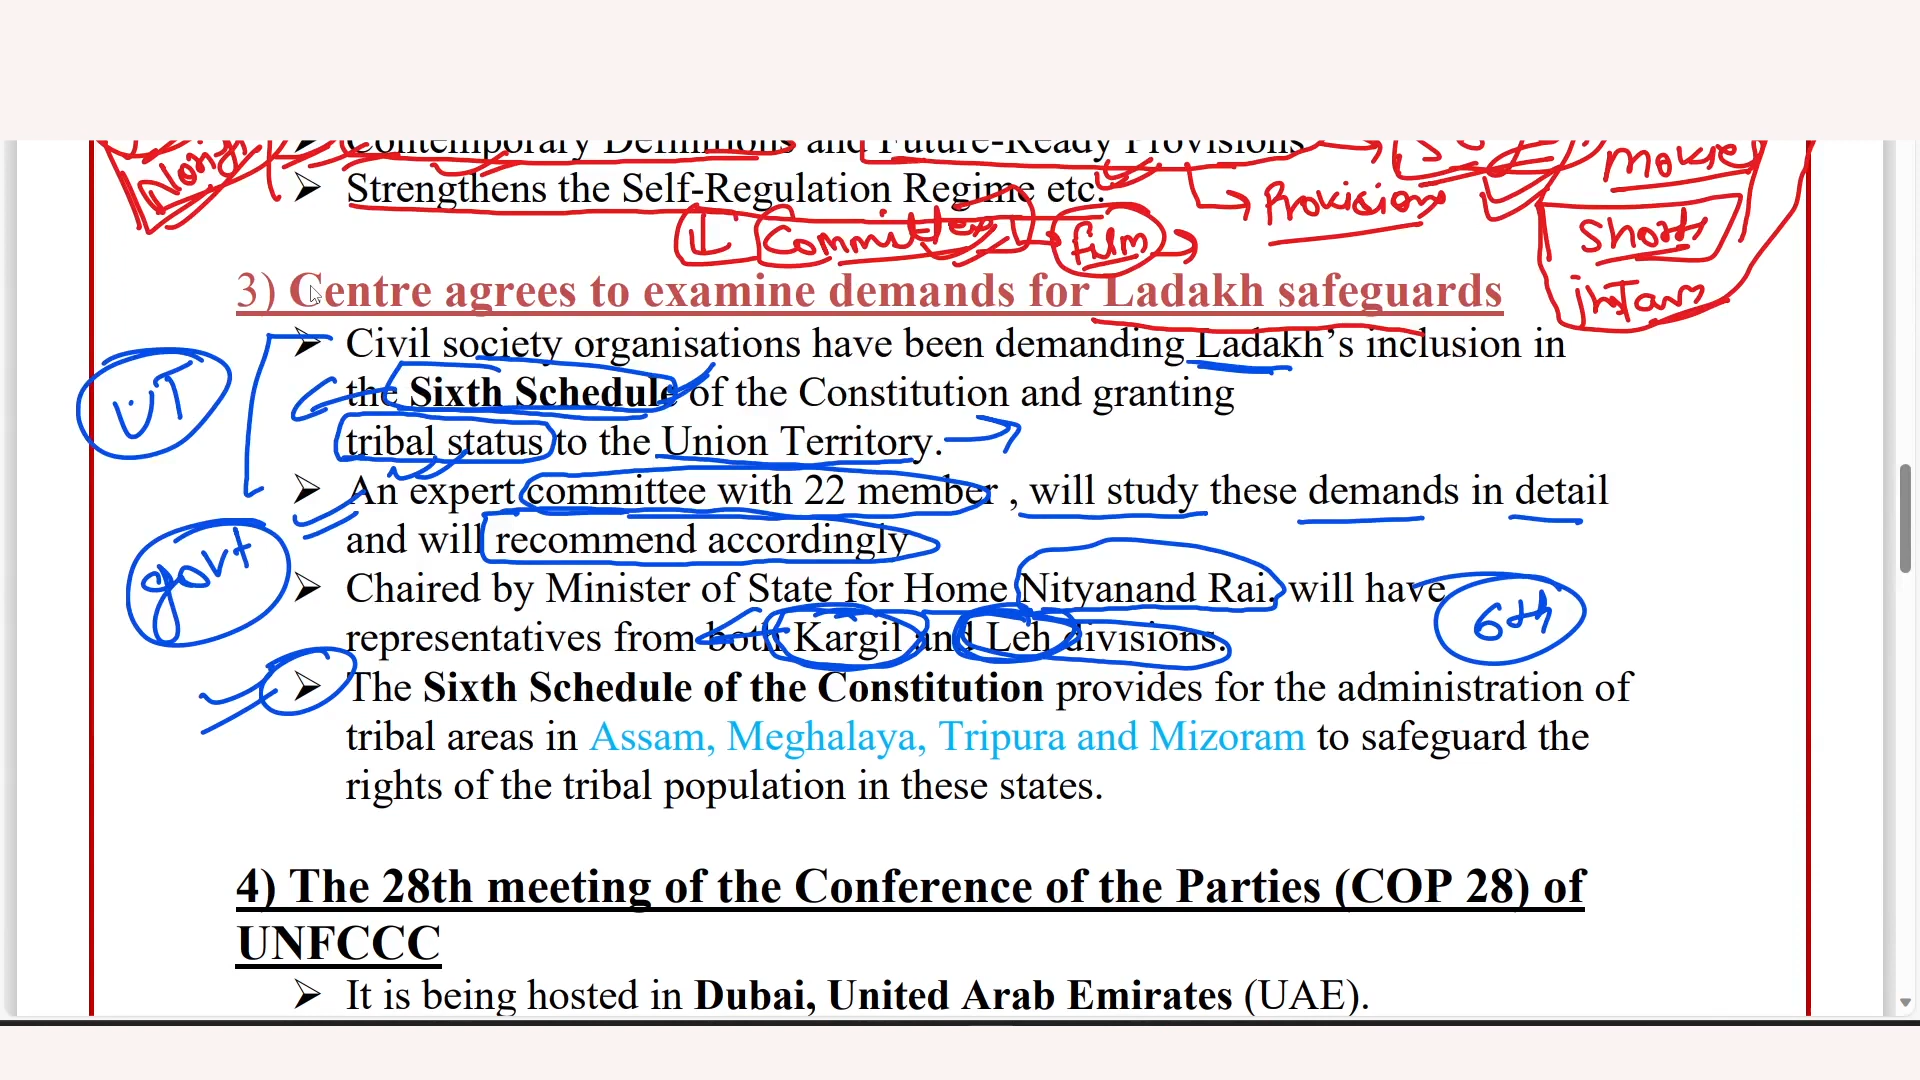 Contemporary Definitions and Future-Ready Provisions
➤ Strengthens the Self-Regulation Regime etc.
Provisions
Movie
Short
Committee
film
3) Centre agrees to examine demands for Ladakh safeguards
➤ Civil society organisations have been demanding Ladakh's inclusion in
the Sixth Schedule of the Constitution and granting
UT
tribal status to the Union Territory.
➤ An expert committee with 22 member , will study these demands in detail
and will recommend accordingly
govt
➤ Chaired by Minister of State for Home Nityanand Rai, will have
6th
representatives from both Kargil and Leh divisions.
➤ The Sixth Schedule of the Constitution provides for the administration of
tribal areas in Assam, Meghalaya, Tripura and Mizoram to safeguard the
rights of the tribal population in these states.
4) The 28th meeting of the Conference of the Parties (COP 28) of
UNFCCC
➤ It is being hosted in Dubai, United Arab Emirates (UAE).